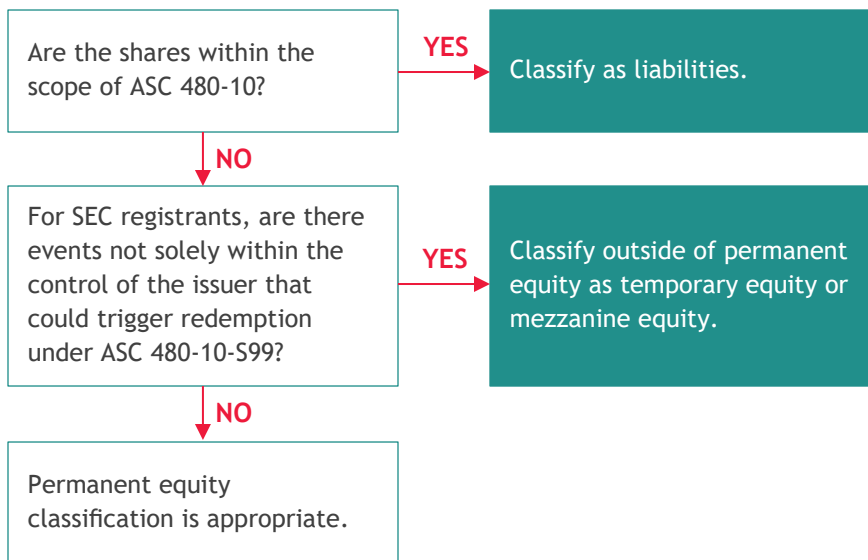 Are the shares within the
scope of ASC 480-10?
YES
Classify as liabilities.
NO
For SEC registrants, are there
events not solely within the
control of the issuer that
could trigger redemption
under ASC 480-10-S99?
YES
Classify outside of permanent
equity as temporary equity or
mezzanine equity.
NO
Permanent equity
classification is appropriate.